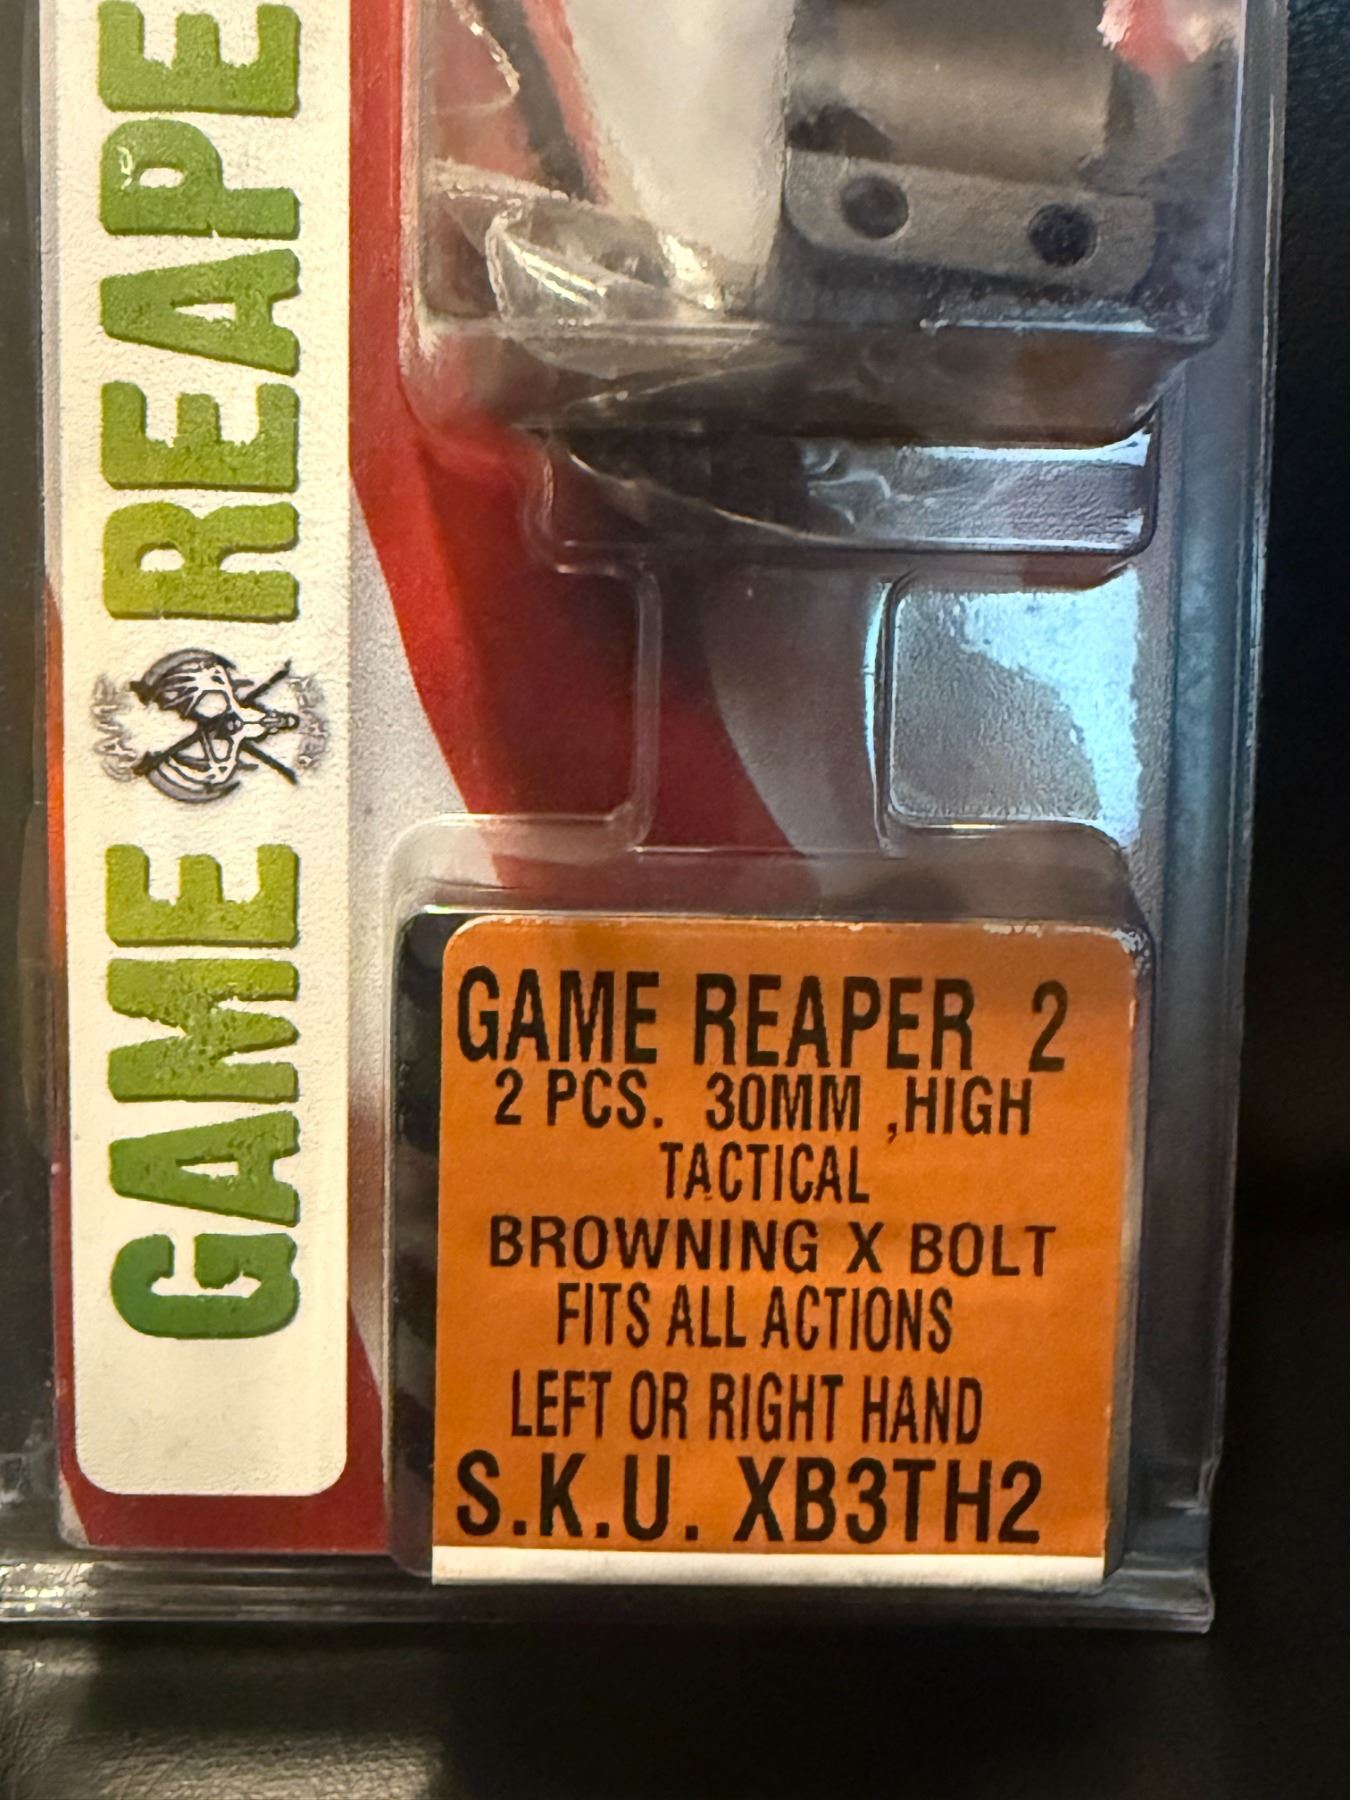 GAME REAPE
GAME REAPER 2
2 PCS. 30MM ,HIGH
TACTICAL
BROWNING X BOLT
FITS ALL ACTIONS
LEFT OR RIGHT HAND
S.K.U. XB3TH2